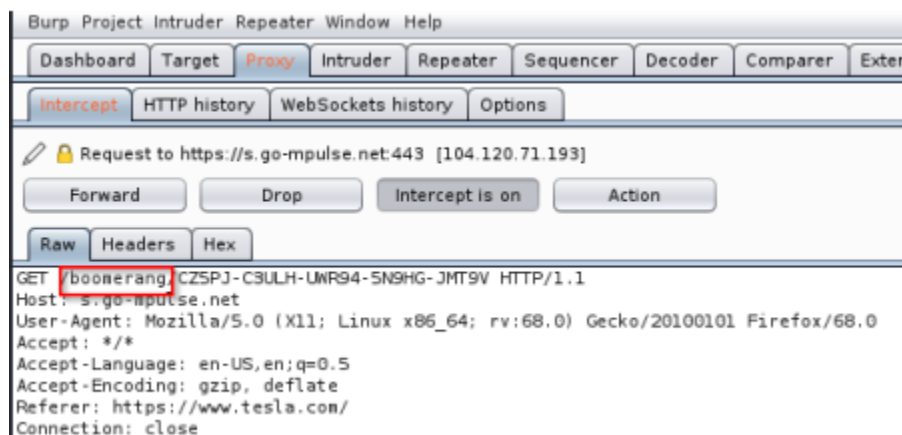 Burp Project Intruder Repeater Window Help
Dashboard Target Proxy Intruder Repeater Sequencer Decoder Comparer Exter
Intercept HTTP history WebSockets history Options
Request to https://s.go-mpulse.net:443 [104.120.71.193]
Forward Drop Intercept is on Action
Raw Headers Hex
GET /boomerang/CZ5PJ-C3ULH-UWR94-5N9HG-JMT9V HTTP/1.1
Host: s.go-mpulse.net
User-Agent: Mozilla/5.0 (X11; Linux x86_64; rv:68.0) Gecko/20100101 Firefox/68.0
Accept: */*
Accept-Language: en-US,en;q=0.5
Accept-Encoding: gzip, deflate
Referer: https://www.tesla.com/
Connection: close